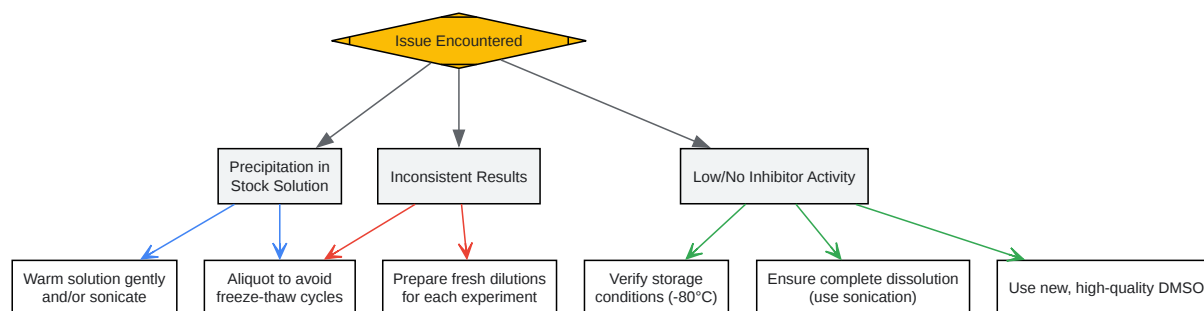 Issue Encountered
Precipitation in
Stock Solution
Inconsistent Results
Low/No Inhibitor Activity
Warm solution gently
and/or sonicate
Aliquot to avoid
freeze-thaw cycles
Prepare fresh dilutions
for each experiment
Verify storage
conditions (-80°C)
Ensure complete dissolution
(use sonication)
Use new, high-quality DMSO